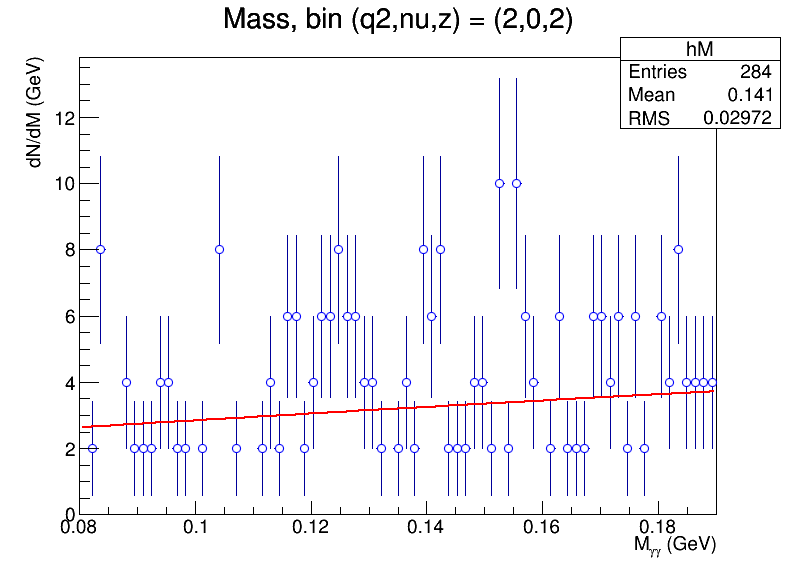 Mass, bin (q2,nu,z) = (2,0,2)
hM
Entries 284
Mean 0.141
RMS 0.02972
dN/dM (GeV)
12
10
8
6
4
2
0
0.08 0.1 0.12 0.14 0.16 0.18
Mγγ (GeV)